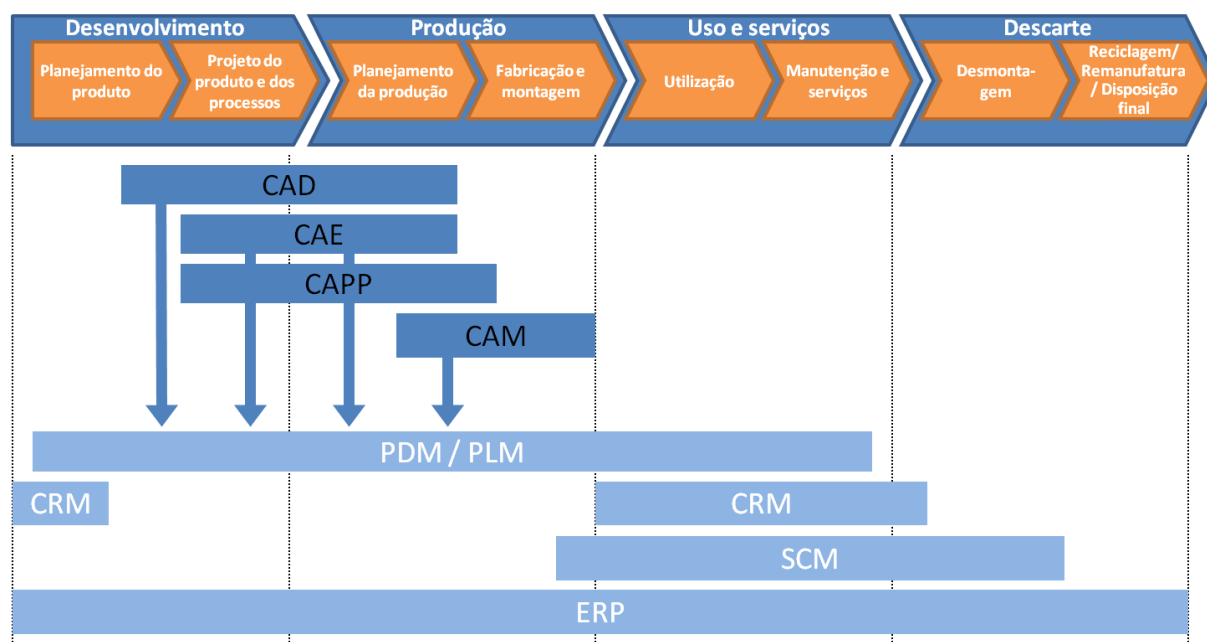 Desenvolvimento
Produção
Uso e serviços
Descarte
Planejamento do
produto
Projeto do
produto e dos
processos
Planejamento
da produção
Fabricação e
montagem
Utilização
Manutenção e
serviços
Desmonta-
gem
Reciclagem/
Remanufatura
/ Disposição
final
CAD
CAE
CAPP
CAM
PDM / PLM
CRM
CRM
SCM
ERP